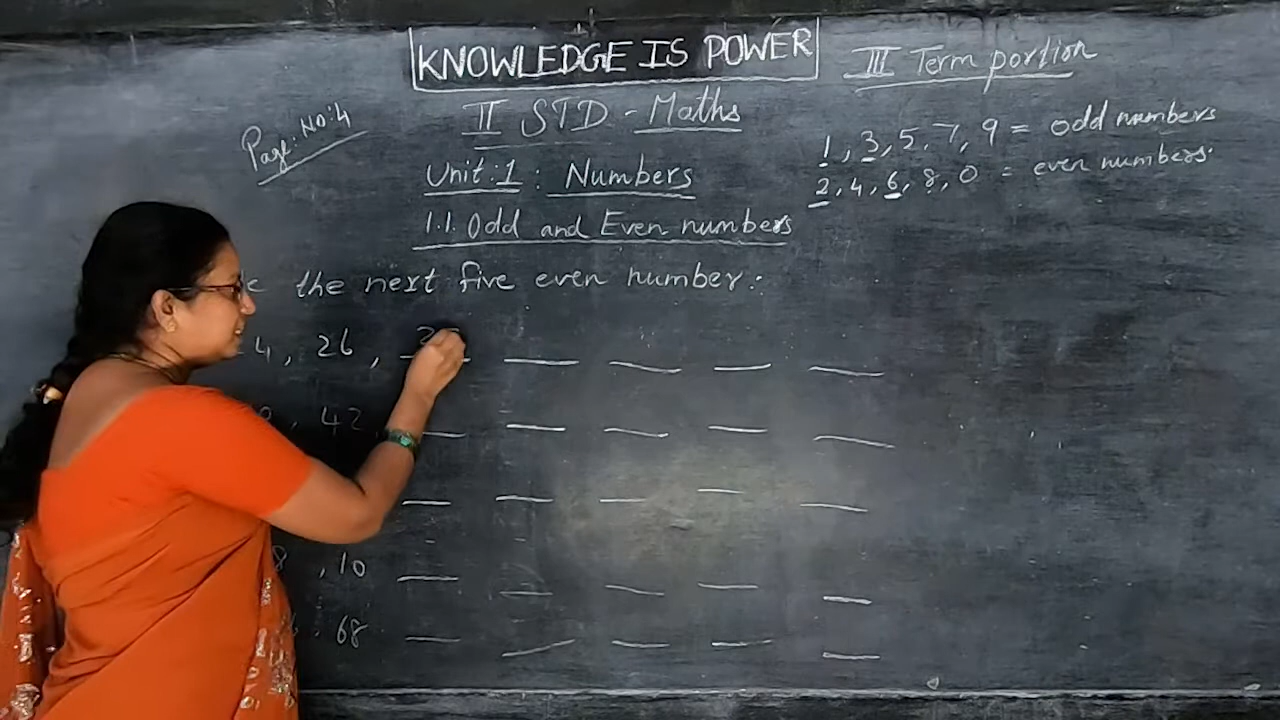 KNOWLEDGE IS POWER
III Term portion
Page: No: 4
II STD - Maths
1, 3, 5, 7, 9 = odd numbers
2, 4, 6, 8, 0 = even numbers.
Unit: 1 : Numbers
1.1. Odd and Even numbers
the next five even number:
4, 26, 2
, 42
8 , 10
68